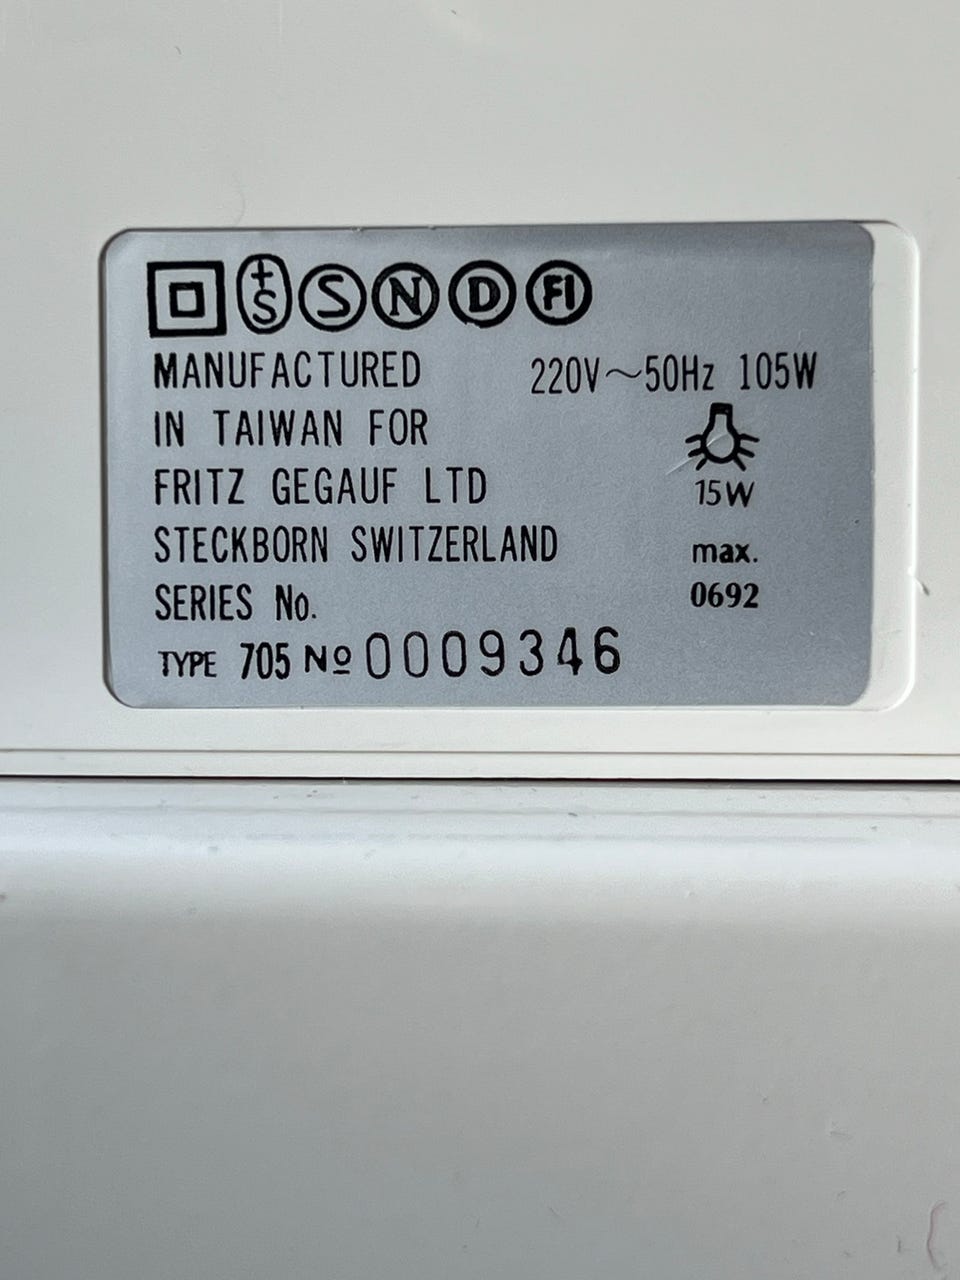 +S S N D FI
MANUFACTURED
IN TAIWAN FOR
FRITZ GEGAUF LTD
STECKBORN SWITZERLAND
SERIES No.
TYPE 705 Nº 0009346
220V~50Hz 105W
15W
max.
0692